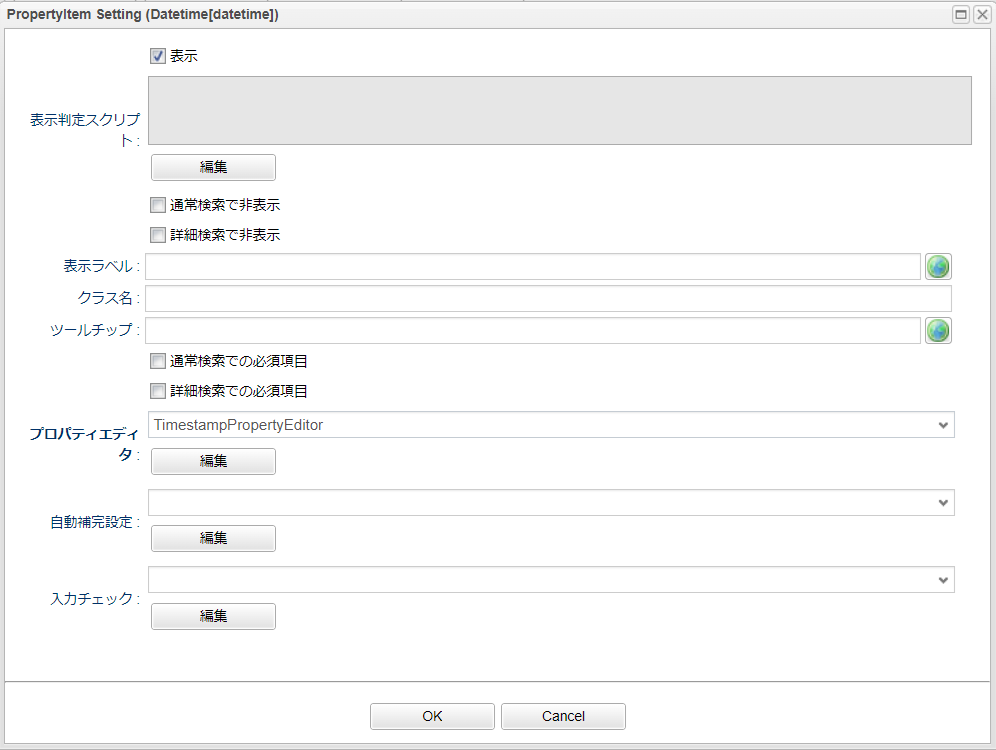 PropertyItem Setting (Datetime[datetime])
表示
表示判定スクリプ
ト :
編集
通常検索で非表示
詳細検索で非表示
表示ラベル :
クラス名 :
ツールチップ :
通常検索での必須項目
詳細検索での必須項目
プロパティエディ
タ :
TimestampPropertyEditor
編集
自動補完設定 :
編集
入力チェック :
編集
OK
Cancel